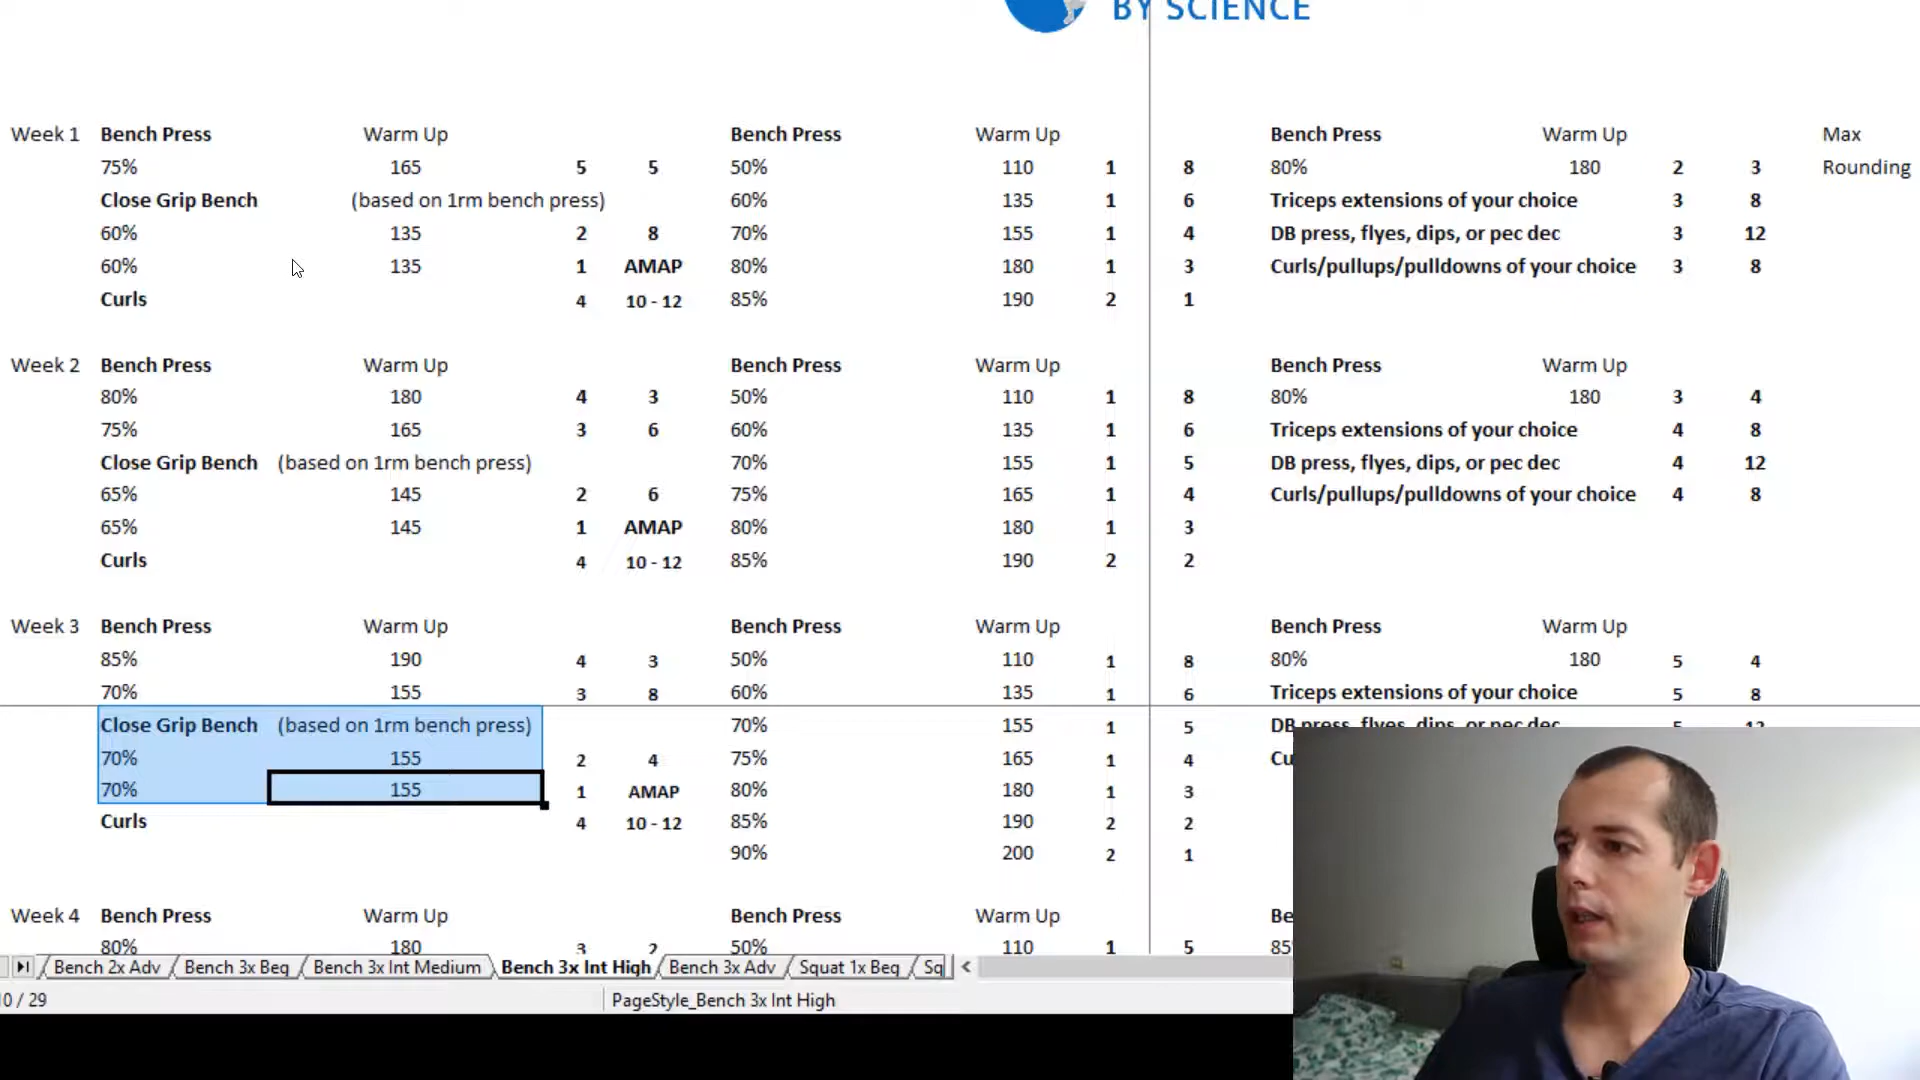 BY SCIENCE
Week 1 Bench Press Warm Up Bench Press Warm Up Bench Press Warm Up Max
75% 165 5 5 50% 110 1 8 80% 180 2 3 Rounding
Close Grip Bench (based on 1rm bench press) 60% 135 1 6 Triceps extensions of your choice 3 8
60% 135 2 8 70% 155 1 4 DB press, flyes, dips, or pec dec 3 12
60% 135 1 AMAP 80% 180 1 3 Curls/pullups/pulldowns of your choice 3 8
Curls 4 10 - 12 85% 190 2 1
Week 2 Bench Press Warm Up Bench Press Warm Up Bench Press Warm Up
80% 180 4 3 50% 110 1 8 80% 180 3 4
75% 165 3 6 60% 135 1 6 Triceps extensions of your choice 4 8
Close Grip Bench (based on 1rm bench press) 70% 155 1 5 DB press, flyes, dips, or pec dec 4 12
65% 145 2 6 75% 165 1 4 Curls/pullups/pulldowns of your choice 4 8
65% 145 1 AMAP 80% 180 1 3
Curls 4 10 - 12 85% 190 2 2
Week 3 Bench Press Warm Up Bench Press Warm Up Bench Press Warm Up
85% 190 4 3 50% 110 1 8 80% 180 5 4
70% 155 3 8 60% 135 1 6 Triceps extensions of your choice 5 8
Close Grip Bench (based on 1rm bench press) 70% 155 1 5 DB press, flyes, dips, or pec dec 5 12
70% 155 2 4 75% 165 1 4 Cu
70% 155 1 AMAP 80% 180 1 3
Curls 4 10 - 12 85% 190 2 2
90% 200 2 1
Week 4 Bench Press Warm Up Bench Press Warm Up Be
80% 180 3 2 50% 110 1 5 85
Bench 2x Adv Bench 3x Beg Bench 3x Int Medium Bench 3x Int High Bench 3x Adv Squat 1x Beg Sq
0 / 29 PageStyle_Bench 3x Int High